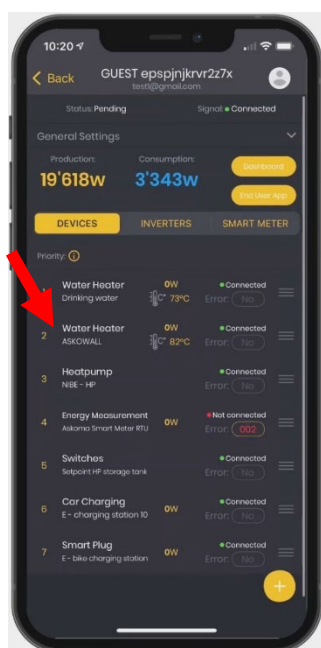 10:20
Back
GUEST epspjnjkrvr2z7x
test1@gmail.com
Status: Pending
Signal: Connected
General Settings
Production:
Consumption:
Dashboard
19'618w
3'343w
End User App
DEVICES
INVERTERS
SMART METER
Priority:
Water Heater 0W Connected
Drinking water C° 73°C Error: No
2 Water Heater 0W Connected
ASKOWALL C° 82°C Error: No
3 Heatpump Connected
NIBE - HP Error: No
4 Energy Measurement 0W Not connected
Askoma Smart Meter RTU Error: 002
5 Switches Connected
Setpoint HP storage tank Error: No
6 Car Charging 0W Connected
E - charging station 10 Error: No
7 Smart Plug 0W Connected
E - bike charging station Error: No